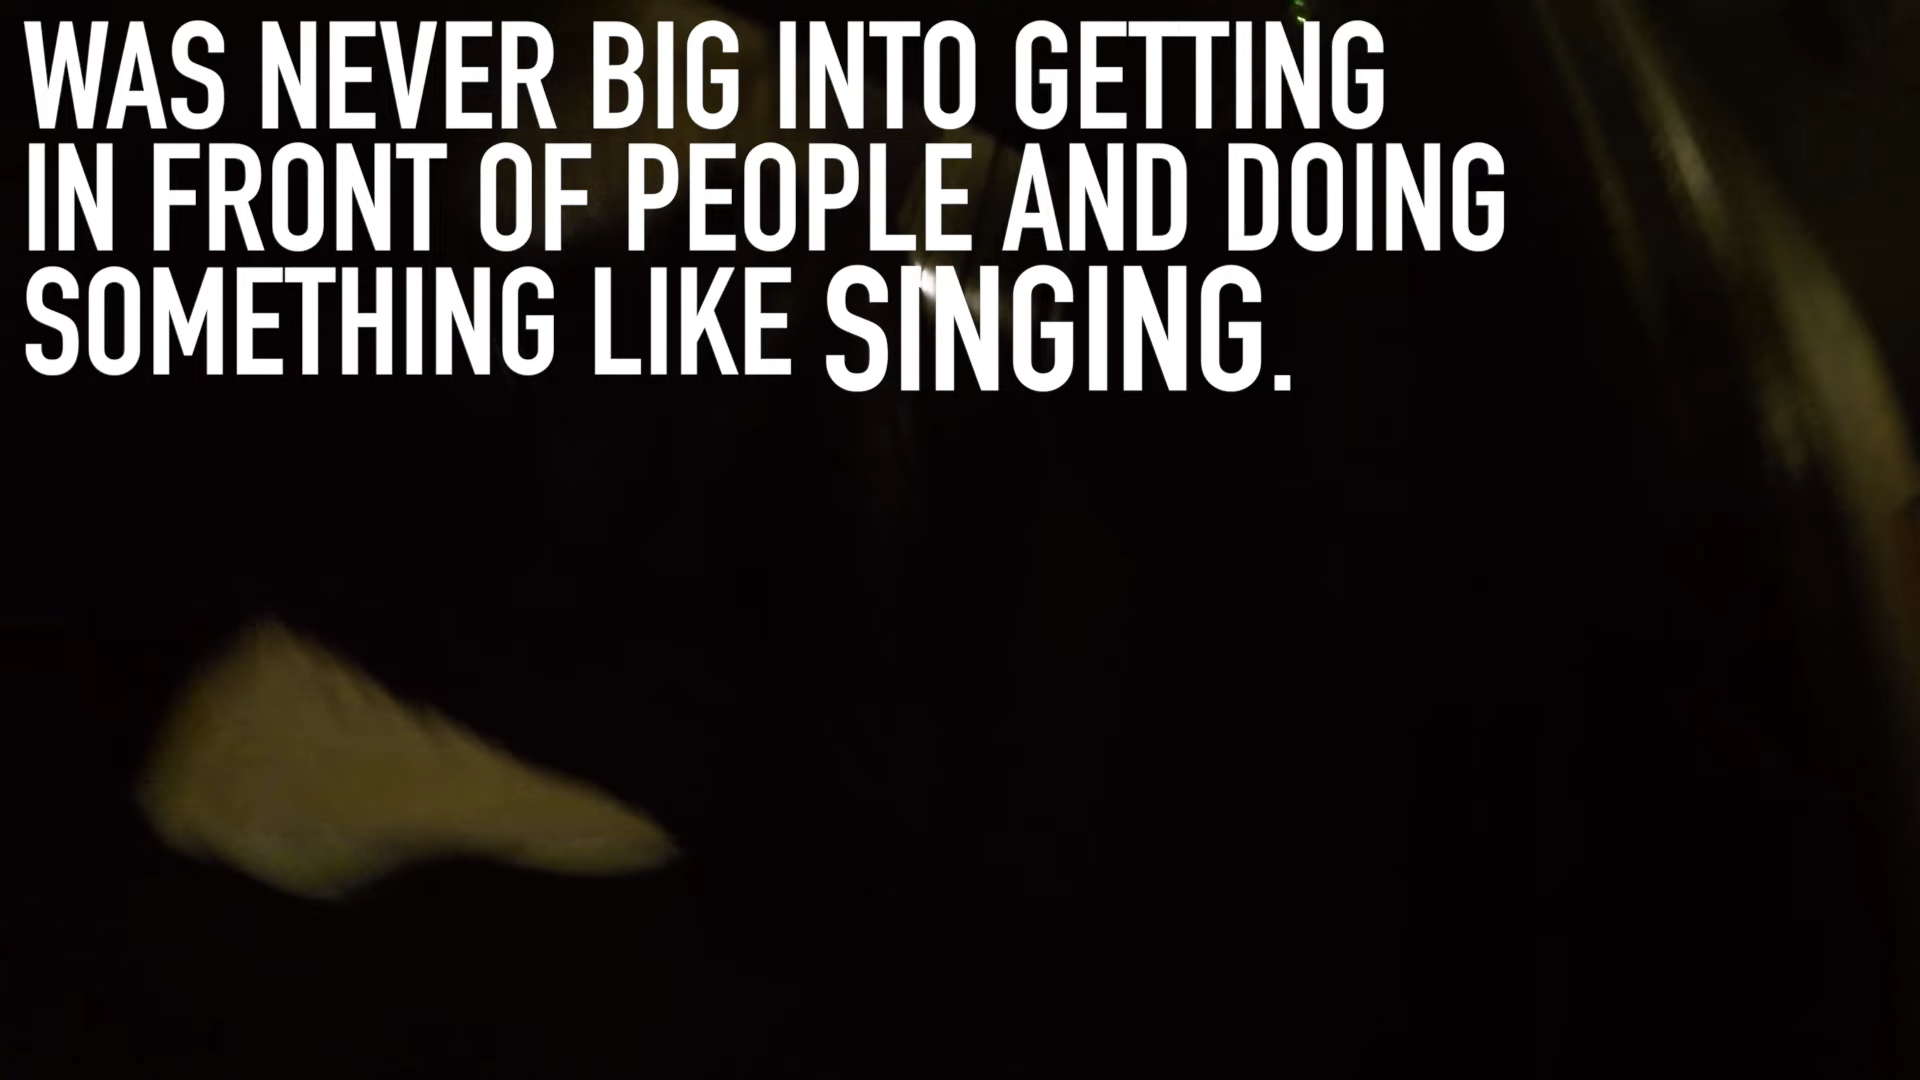 WAS NEVER BIG INTO GETTING
IN FRONT OF PEOPLE AND DOING
SOMETHING LIKE SINGING.